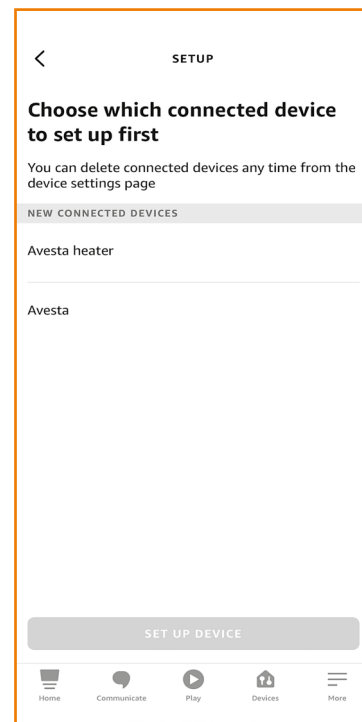 SETUP
Choose which connected device
to set up first
You can delete connected devices any time from the
device settings page
NEW CONNECTED DEVICES
Avesta heater
Avesta
SET UP DEVICE
Home Communicate Play Devices More